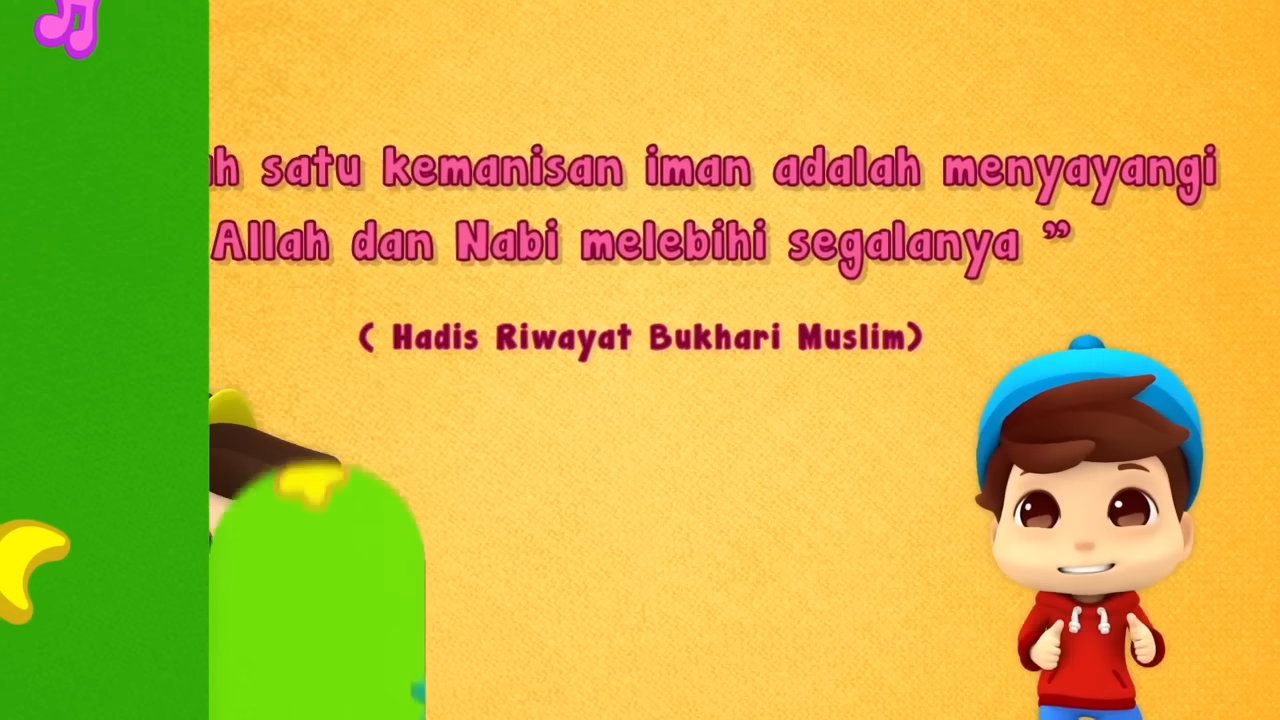 satu kemanisan iman adalah menyayangi
Allah dan Nabi melebihi segalanya ”
( Hadis Riwayat Bukhari Muslim)